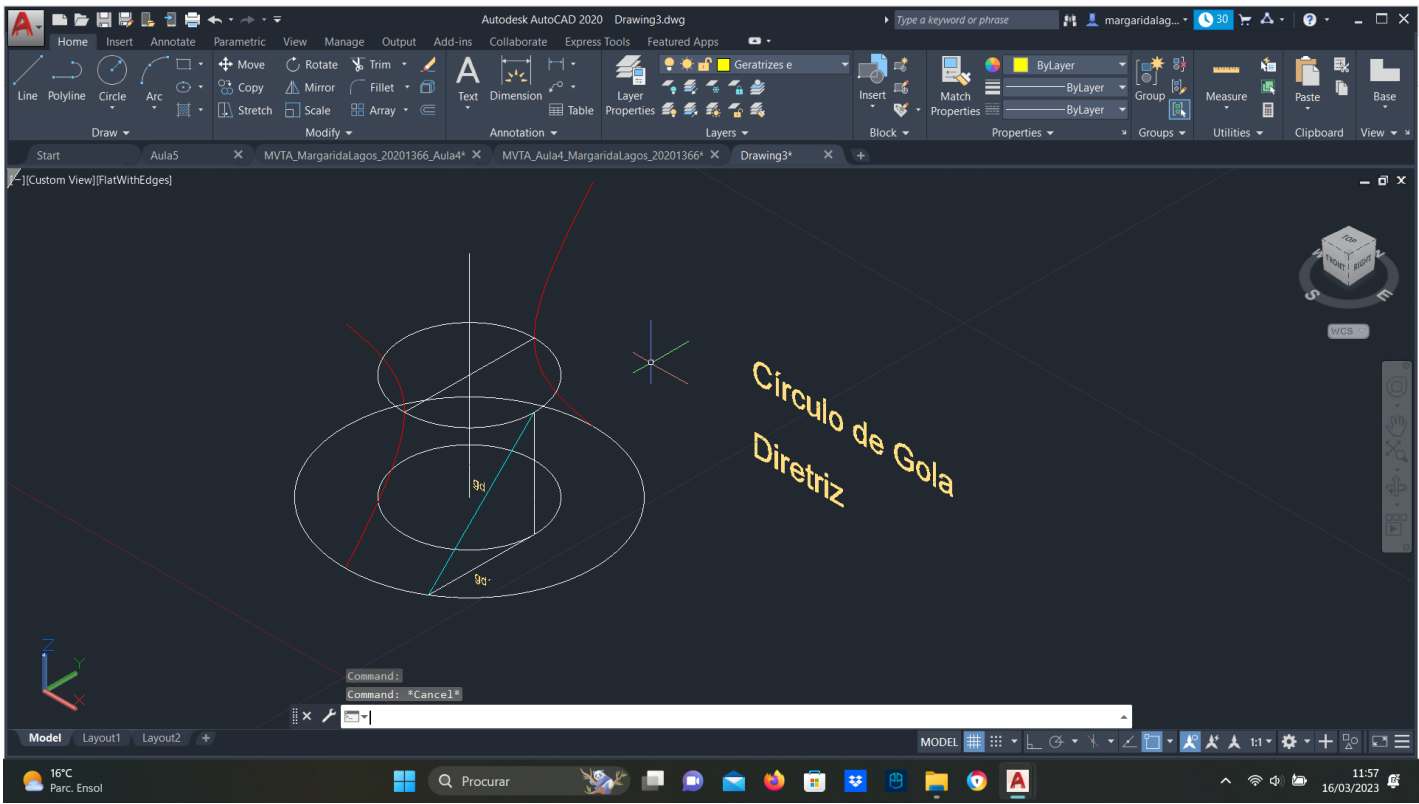 Autodesk AutoCAD 2020 Drawing3.dwg
Type a keyword or phrase
margaridalag...
30
Home Insert Annotate Parametric View Manage Output Add-ins Collaborate Express Tools Featured Apps
Line Polyline Circle Arc
Move Rotate Trim
Copy Mirror Fillet
Stretch Scale Array
Text Dimension
Table
Layer Properties
Geratrizes e
Insert
Match Properties
ByLayer
ByLayer
ByLayer
Group
Measure
Paste
Base
Draw Modify Annotation Layers Block Properties Groups Utilities Clipboard View
Start Aula5 MVTA_MargaridaLagos_20201366_Aula4* MVTA_Aula4_MargaridaLagos_20201366* Drawing3*
[−][Custom View][FlatWithEdges]
TOP
FRONT RIGHT
N
S E
WCS
Círculo de Gola
Diretriz
gd
gd'
Z
Y
X
Command:
Command: *Cancel*
Model Layout1 Layout2 +
MODEL 1:1
16°C
Parc. Ensol
Procurar
11:57
16/03/2023